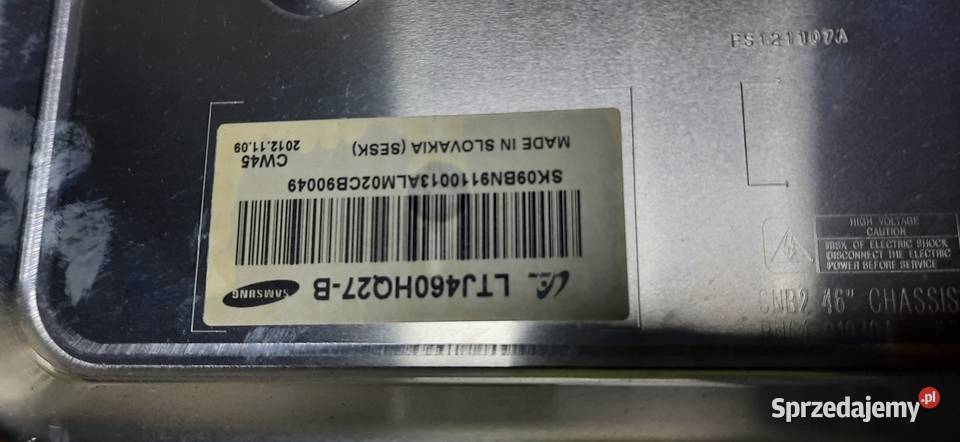 FS121107A
SAMSUNG
LTJ460HQ27-B
SK09BN9110013ALM02CB90049
MADE IN SLOVAKIA (SESK)
CW45
2012.11.09
HIGH VOLTAGE
CAUTION
RISK OF ELECTRIC SHOCK
DISCONNECT THE ELECTRIC
POWER BEFORE SERVICE
CNB2 46" CHASSIS
Sprzedajemy.pl